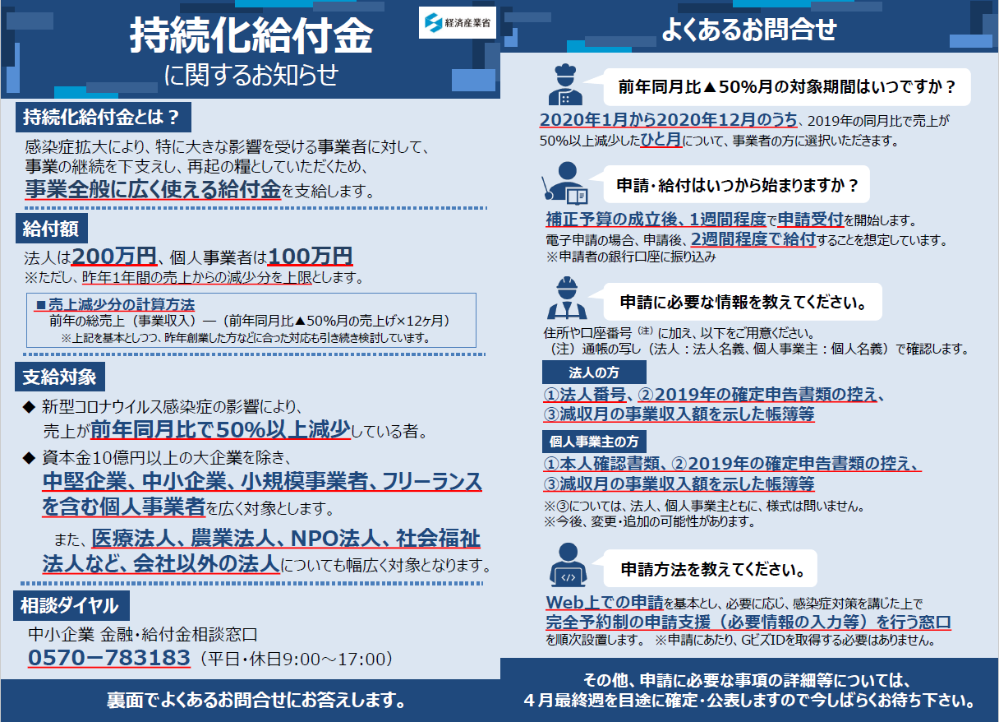 持続化給付金
に関するお知らせ
経済産業省
持続化給付金とは？
感染症拡大により、特に大きな影響を受ける事業者に対して、
事業の継続を下支えし、再起の糧としていただくため、
事業全般に広く使える給付金を支給します。
給付額
法人は200万円、個人事業者は100万円
※ただし、昨年1年間の売上からの減少分を上限とします。
■売上減少分の計算方法
前年の総売上（事業収入）―（前年同月比▲50%月の売上げ×12ヶ月）
※上記を基本としつつ、昨年創業した方などに合った対応も引き続き検討しています。
支給対象
◆ 新型コロナウイルス感染症の影響により、
売上が前年同月比で50%以上減少している者。
◆ 資本金10億円以上の大企業を除き、
中堅企業、中小企業、小規模事業者、フリーランス
を含む個人事業者を広く対象とします。
また、医療法人、農業法人、NPO法人、社会福祉
法人など、会社以外の法人についても幅広く対象となります。
相談ダイヤル
中小企業 金融・給付金相談窓口
0570－783183（平日・休日9:00～17:00）
裏面でよくあるお問合せにお答えします。
よくあるお問合せ
前年同月比▲50%月の対象期間はいつですか？
2020年1月から2020年12月のうち、2019年の同月比で売上が
50%以上減少したひと月について、事業者の方に選択いただきます。
申請・給付はいつから始まりますか？
補正予算の成立後、1週間程度で申請受付を開始します。
電子申請の場合、申請後、2週間程度で給付することを想定しています。
※申請者の銀行口座に振り込み
申請に必要な情報を教えてください。
住所や口座番号（注）に加え、以下をご用意ください。
（注）通帳の写し（法人：法人名義、個人事業主：個人名義）で確認します。
法人の方
①法人番号、②2019年の確定申告書類の控え、
③減収月の事業収入額を示した帳簿等
個人事業主の方
①本人確認書類、②2019年の確定申告書類の控え、
③減収月の事業収入額を示した帳簿等
※③については、法人、個人事業主ともに、様式は問いません。
※今後、変更・追加の可能性があります。
申請方法を教えてください。
Web上での申請を基本とし、必要に応じ、感染症対策を講じた上で
完全予約制の申請支援（必要情報の入力等）を行う窓口
を順次設置します。 ※申請にあたり、GビズIDを取得する必要はありません。
その他、申請に必要な事項の詳細等については、
４月最終週を目途に確定・公表しますので今しばらくお待ち下さい。